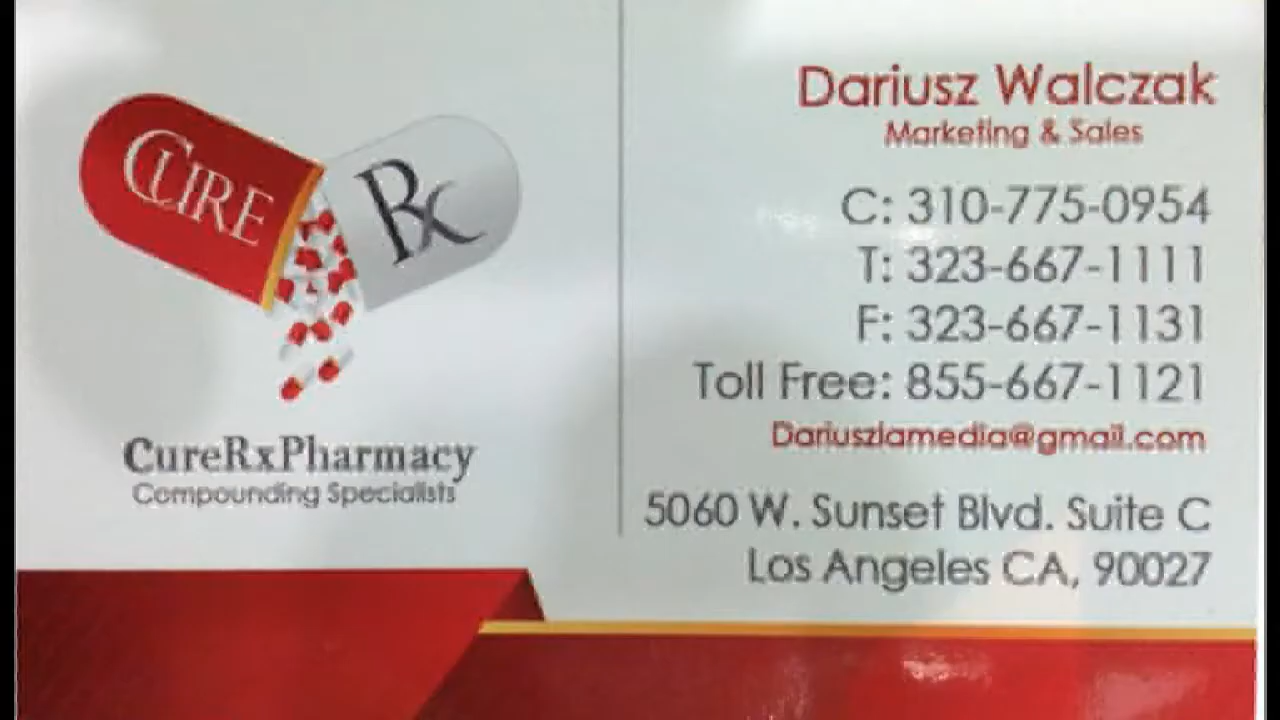 CURE
Rx
CureRxPharmacy
Compounding Specialists
Dariusz Walczak
Marketing & Sales
C: 310-775-0954
T: 323-667-1111
F: 323-667-1131
Toll Free: 855-667-1121
Dariuszlamedia@gmail.com
5060 W. Sunset Blvd. Suite C
Los Angeles CA, 90027